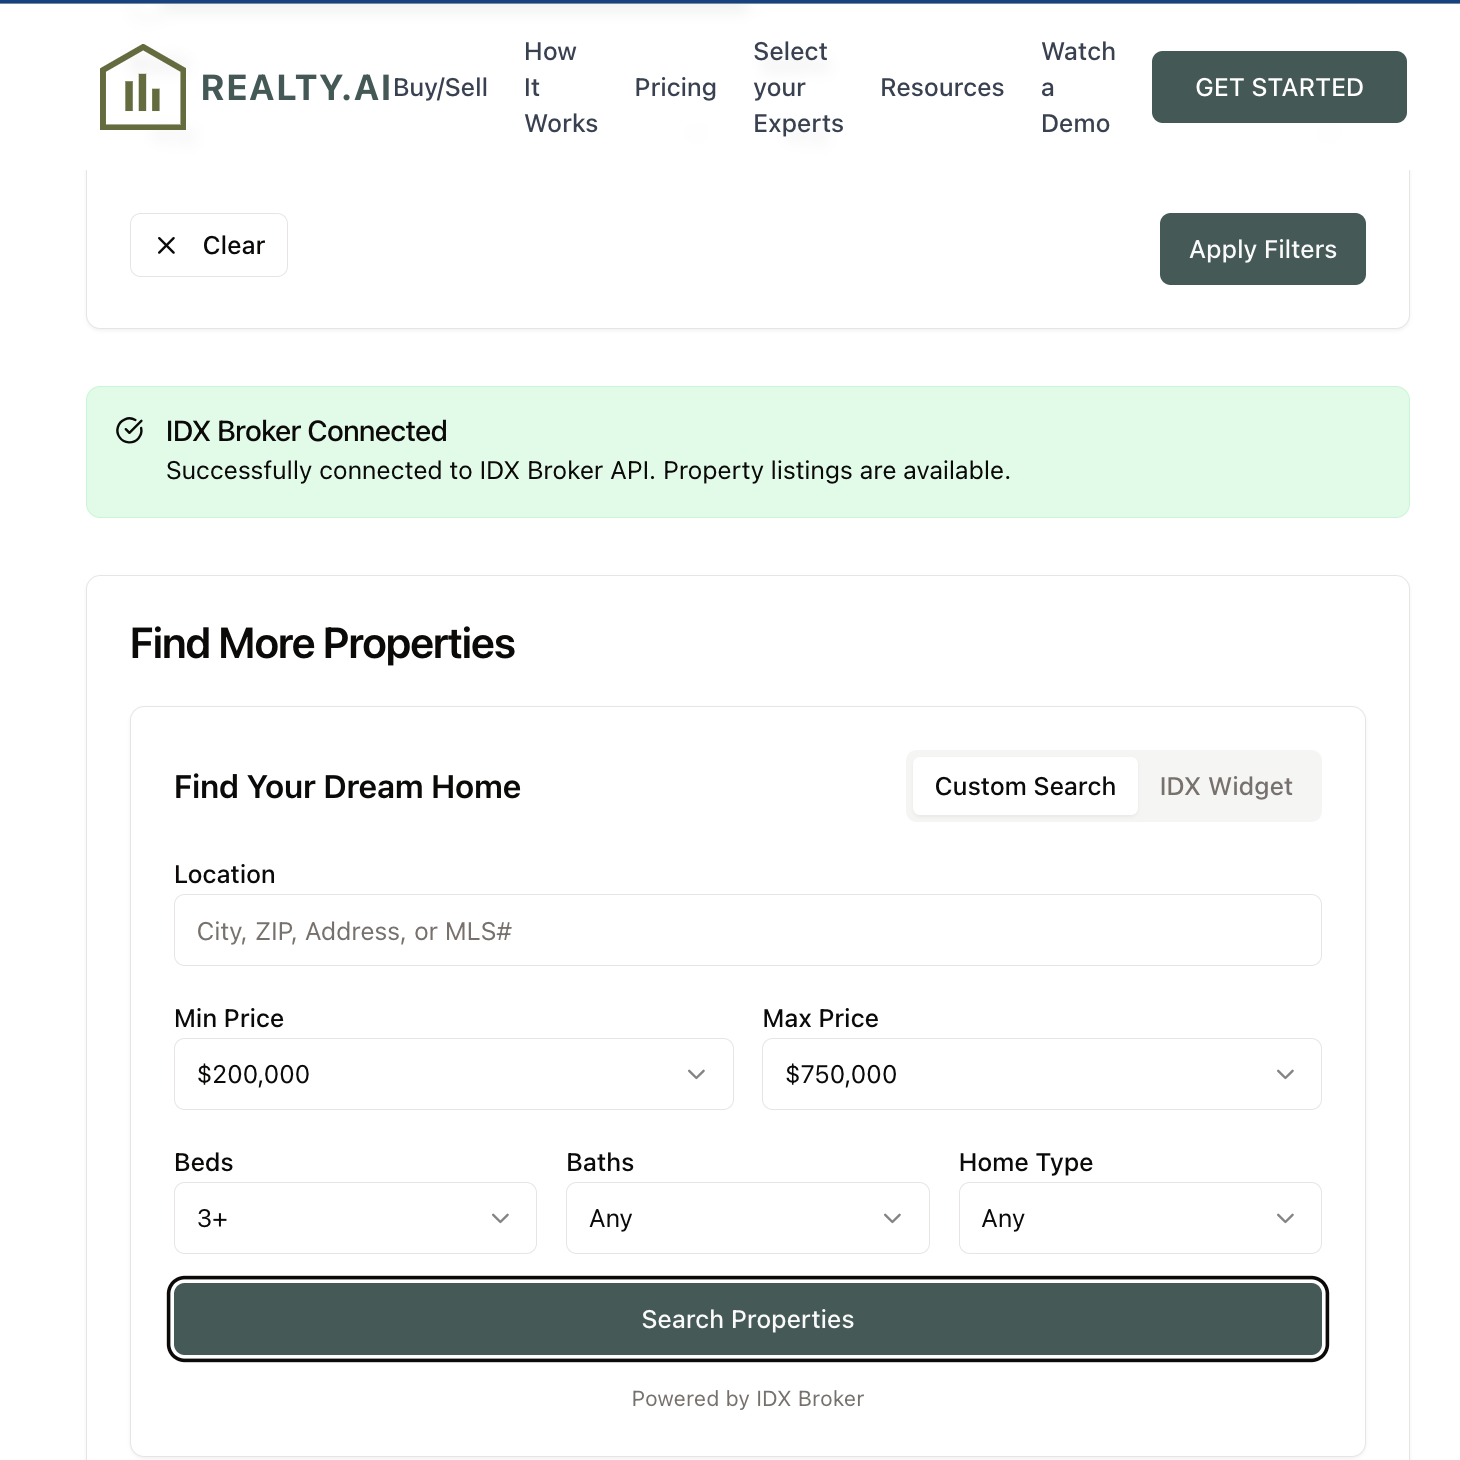 REALTY.AI
Buy/Sell
How
It
Works
Pricing
Select
your
Experts
Resources
Watch
a
Demo
GET STARTED
Clear
Apply Filters
IDX Broker Connected
Successfully connected to IDX Broker API. Property listings are available.
Find More Properties
Find Your Dream Home
Custom Search
IDX Widget
Location
City, ZIP, Address, or MLS#
Min Price
Max Price
$200,000
$750,000
Beds
Baths
Home Type
3+
Any
Any
Search Properties
Powered by IDX Broker